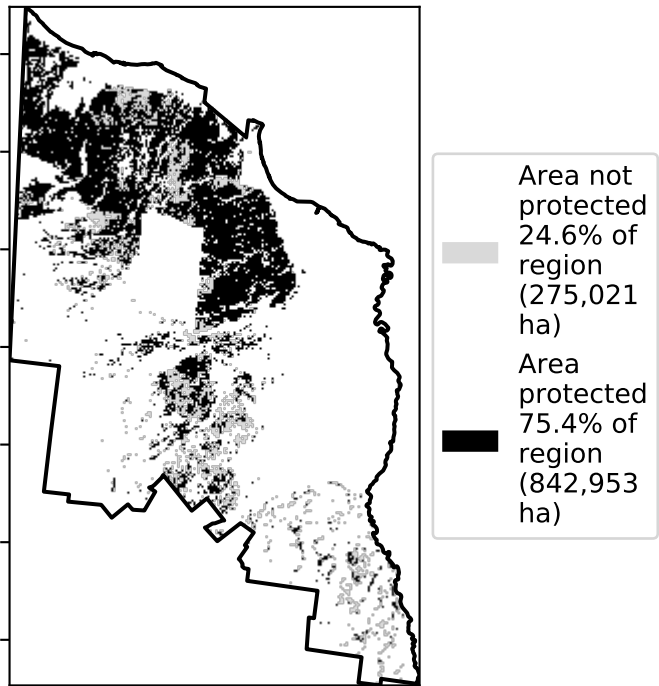 Area not
protected
24.6% of
region
(275,021
ha)
Area
protected
75.4% of
region
(842,953
ha)